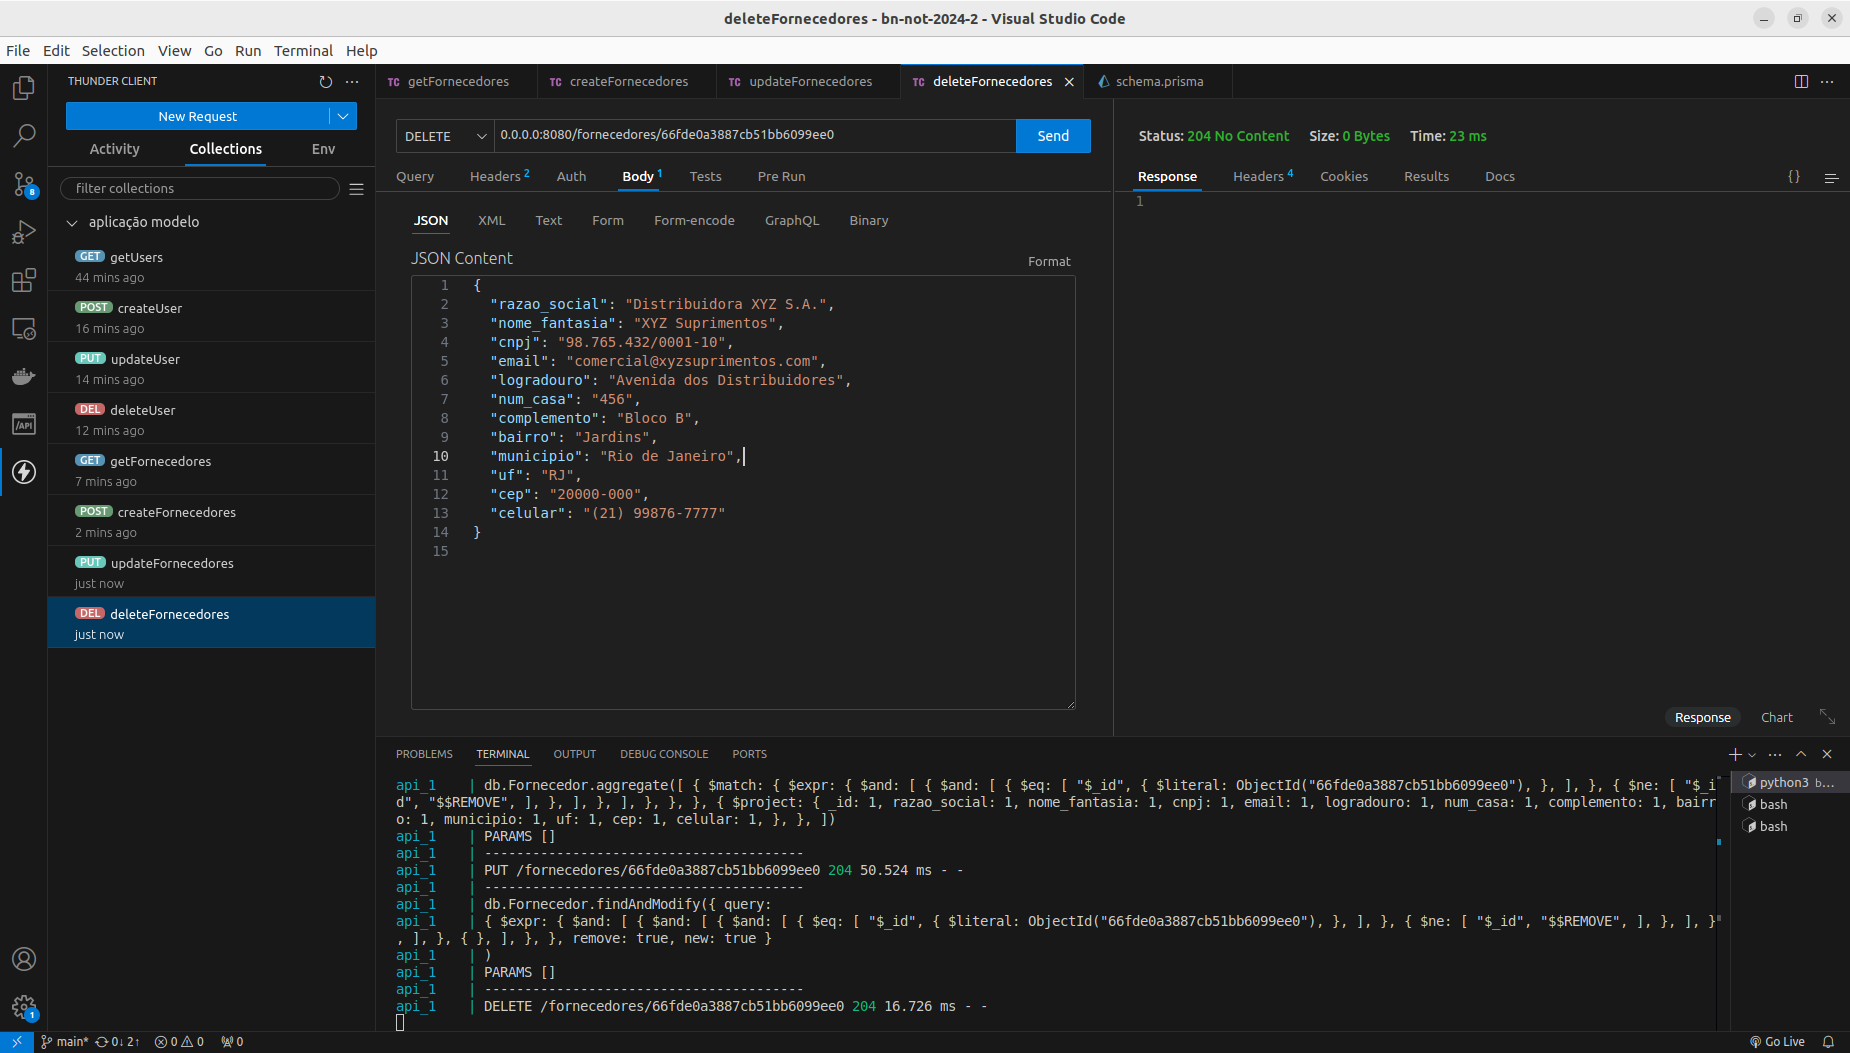 deleteFornecedores - bn-not-2024-2 - Visual Studio Code
File Edit Selection View Go Run Terminal Help
THUNDER CLIENT
New Request
Activity Collections Env
filter collections
aplicação modelo
GET getUsers
44 mins ago
POST createUser
16 mins ago
PUT updateUser
14 mins ago
DEL deleteUser
12 mins ago
GET getFornecedores
7 mins ago
POST createFornecedores
2 mins ago
PUT updateFornecedores
just now
DEL deleteFornecedores
just now
8
/API
1
TC getFornecedores TC createFornecedores TC updateFornecedores TC deleteFornecedores schema.prisma
DELETE 0.0.0.0:8080/fornecedores/66fde0a3887cb51bb6099ee0 Send
Query Headers 2 Auth Body 1 Tests Pre Run
JSON XML Text Form Form-encode GraphQL Binary
JSON Content
Format
1 {
2 "razao_social": "Distribuidora XYZ S.A.",
3 "nome_fantasia": "XYZ Suprimentos",
4 "cnpj": "98.765.432/0001-10",
5 "email": "comercial@xyzsuprimentos.com",
6 "logradouro": "Avenida dos Distribuidores",
7 "num_casa": "456",
8 "complemento": "Bloco B",
9 "bairro": "Jardins",
10 "municipio": "Rio de Janeiro",
11 "uf": "RJ",
12 "cep": "20000-000",
13 "celular": "(21) 99876-7777"
14 }
15
Status: 204 No Content Size: 0 Bytes Time: 23 ms
Response Headers 4 Cookies Results Docs {}
1
Response Chart
PROBLEMS TERMINAL OUTPUT DEBUG CONSOLE PORTS
api_1 | db.Fornecedor.aggregate([ { $match: { $expr: { $and: [ { $and: [ { $eq: [ "$_id", { $literal: ObjectId("66fde0a3887cb51bb6099ee0"), }, ], }, { $ne: [ "$_i
d", "$$REMOVE", ], }, ], }, ], }, }, }, { $project: { _id: 1, razao_social: 1, nome_fantasia: 1, cnpj: 1, email: 1, logradouro: 1, num_casa: 1, complemento: 1, bairr
o: 1, municipio: 1, uf: 1, cep: 1, celular: 1, }, }, ])
api_1 | PARAMS []
api_1 | ----------------------------------------
api_1 | PUT /fornecedores/66fde0a3887cb51bb6099ee0 204 50.524 ms - -
api_1 | ----------------------------------------
api_1 | db.Fornecedor.findAndModify({ query:
api_1 | { $expr: { $and: [ { $and: [ { $and: [ { $eq: [ "$_id", { $literal: ObjectId("66fde0a3887cb51bb6099ee0"), }, ], }, { $ne: [ "$_id", "$$REMOVE", ], }, ], }
, ], }, { }, ], }, }, remove: true, new: true }
api_1 | )
api_1 | PARAMS []
api_1 | ----------------------------------------
api_1 | DELETE /fornecedores/66fde0a3887cb51bb6099ee0 204 16.726 ms - -
python3 b...
bash
bash
main* 0↓ 2↑ 0 0 0 Go Live